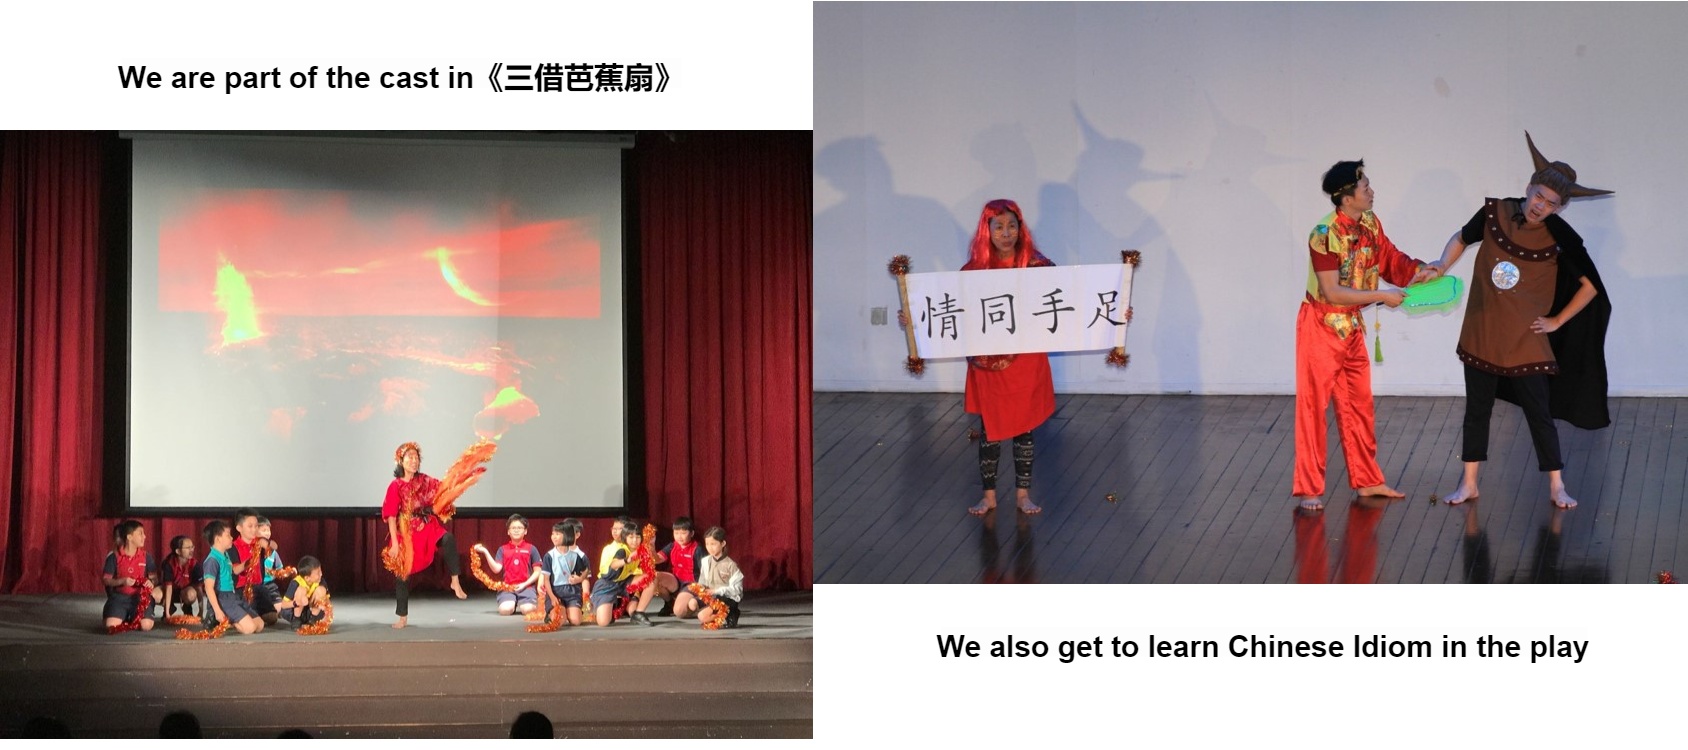 We are part of the cast in《三借芭蕉扇》
情同手足
We also get to learn Chinese Idiom in the play